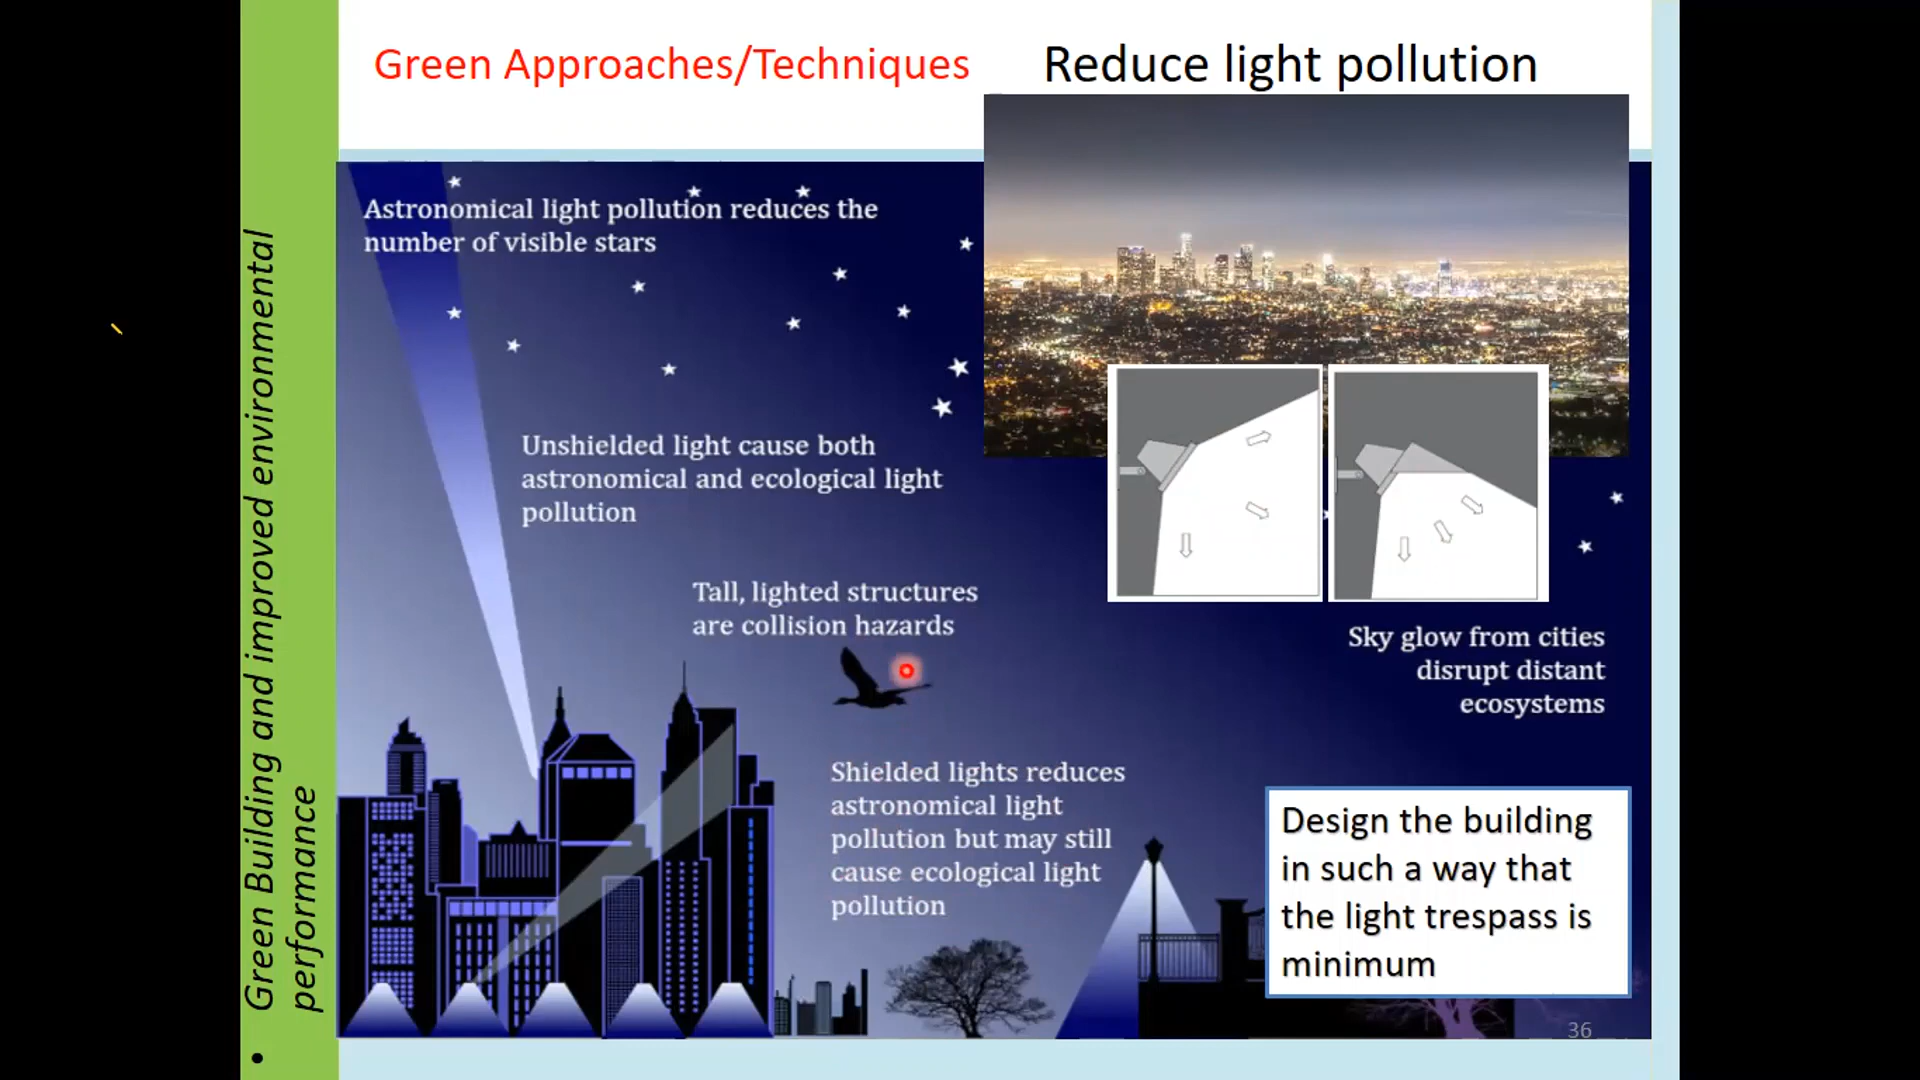 Green Approaches/Techniques
Reduce light pollution
• Green Building and improved environmental
performance
Astronomical light pollution reduces the
number of visible stars
Unshielded light cause both
astronomical and ecological light
pollution
Tall, lighted structures
are collision hazards
Sky glow from cities
disrupt distant
ecosystems
Shielded lights reduces
astronomical light
pollution but may still
cause ecological light
pollution
Design the building
in such a way that
the light trespass is
minimum
36